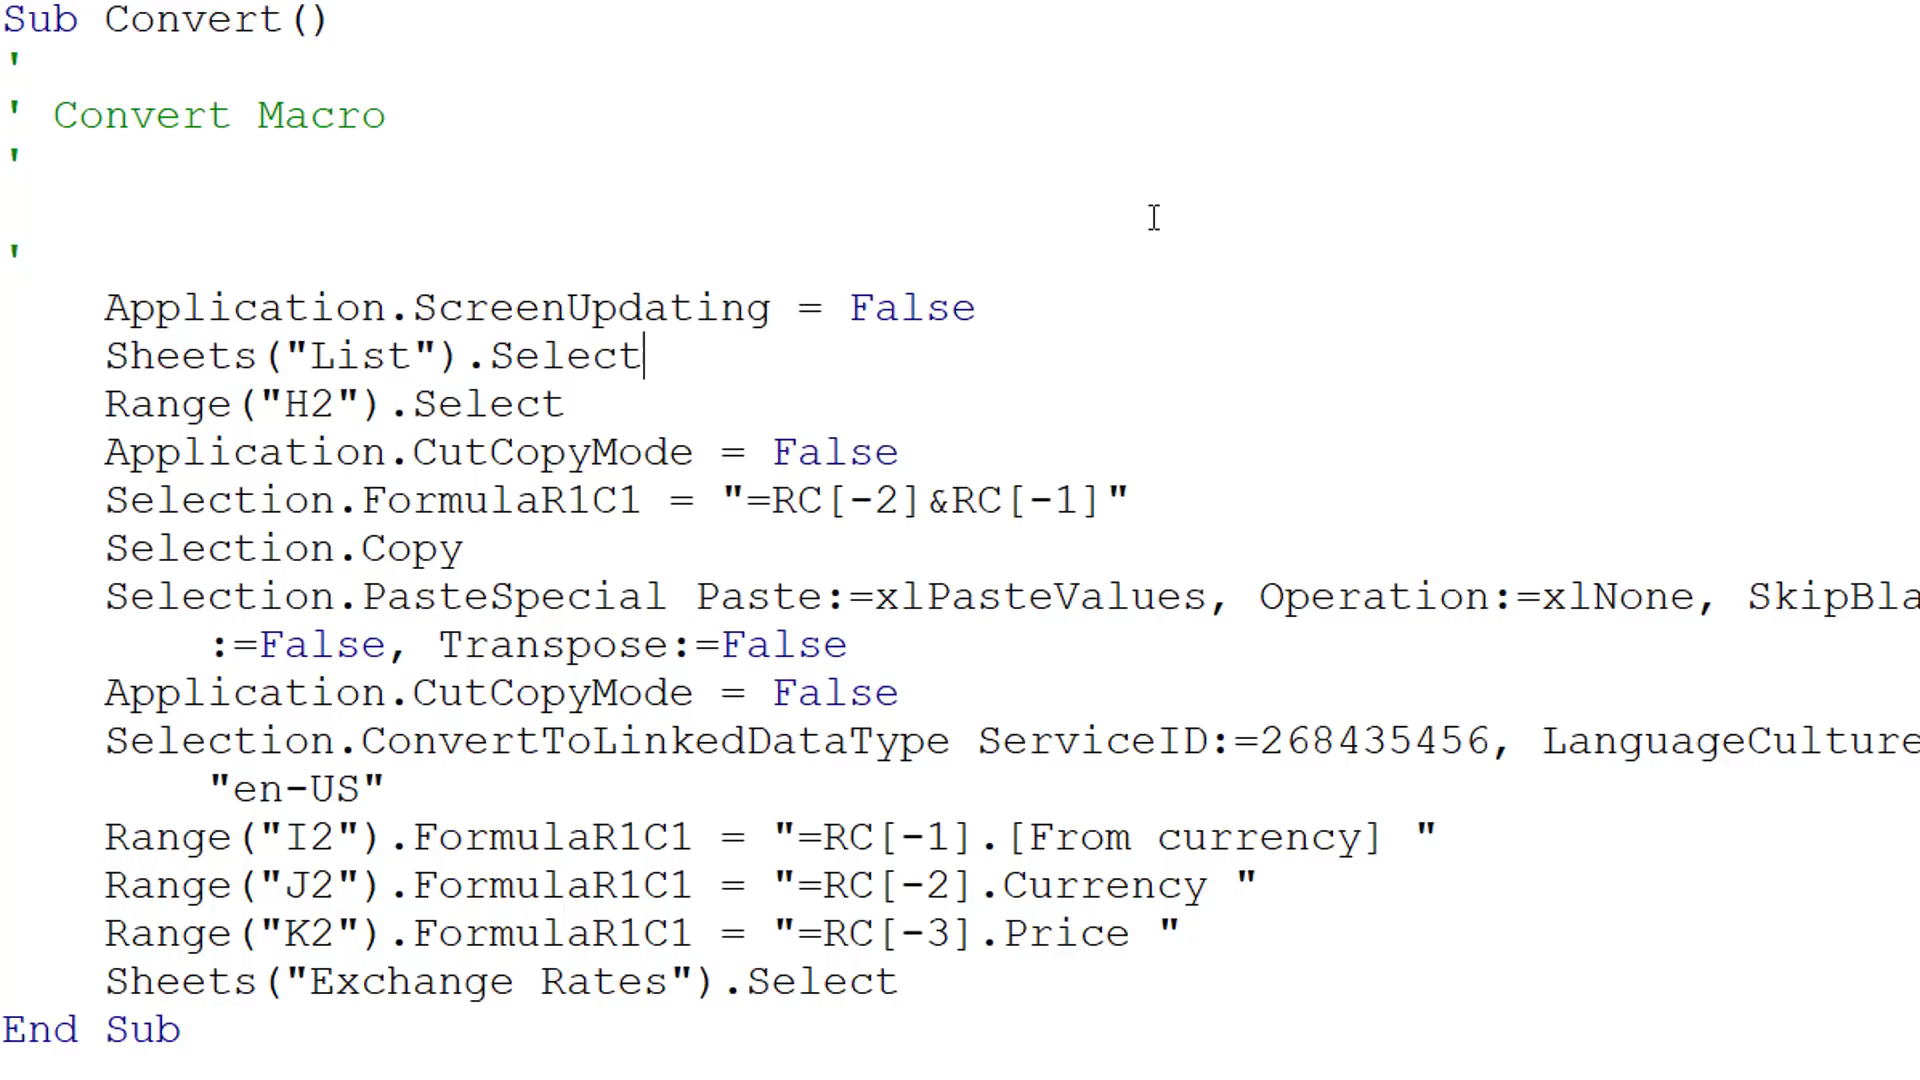 Sub Convert()
'
' Convert Macro
'
'
Application.ScreenUpdating = False
Sheets("List").Select
Range("H2").Select
Application.CutCopyMode = False
Selection.FormulaR1C1 = "=RC[-2]&RC[-1]"
Selection.Copy
Selection.PasteSpecial Paste:=xlPasteValues, Operation:=xlNone, SkipBla
:=False, Transpose:=False
Application.CutCopyMode = False
Selection.ConvertToLinkedDataType ServiceID:=268435456, LanguageCulture
"en-US"
Range("I2").FormulaR1C1 = "=RC[-1].[From currency] "
Range("J2").FormulaR1C1 = "=RC[-2].Currency "
Range("K2").FormulaR1C1 = "=RC[-3].Price "
Sheets("Exchange Rates").Select
End Sub